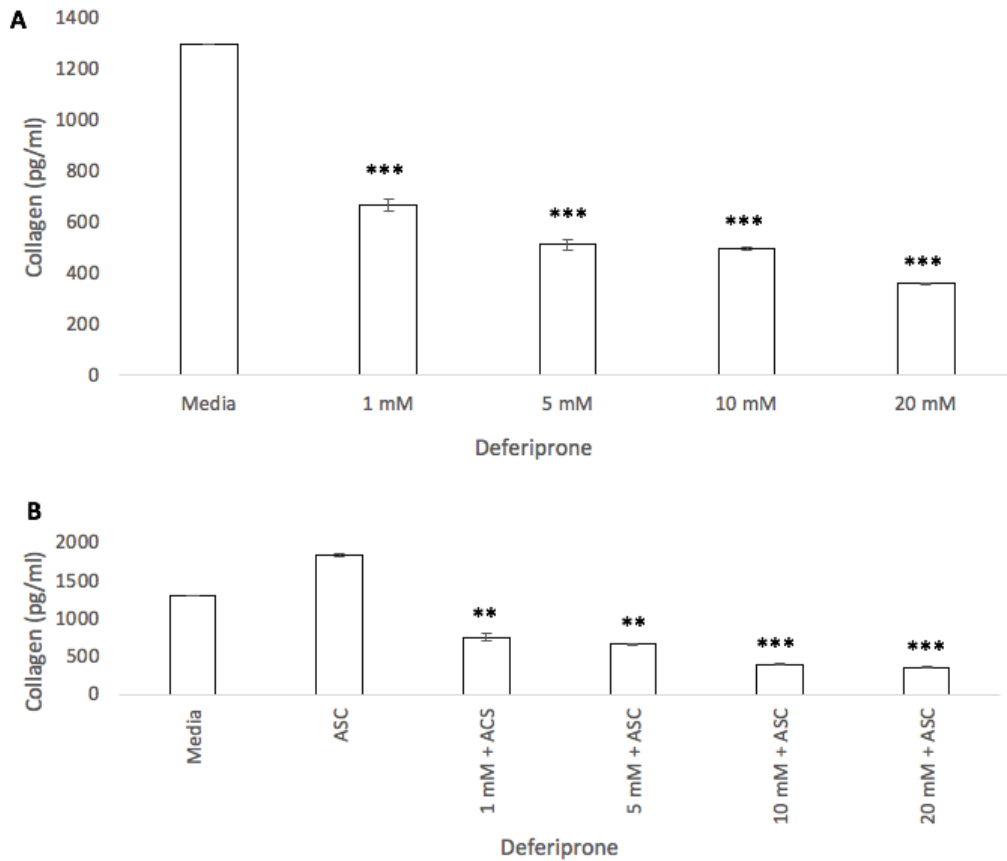 A
1400
1200
1000
800
600
400
200
0
Collagen (pg/ml)
***
***
***
***
Media 1 mM 5 mM 10 mM 20 mM
Deferiprone
B
2000
1500
1000
500
0
Collagen (pg/ml)
**
**
***
***
Media
ASC
1 mM + ACS
5 mM + ASC
10 mM + ASC
20 mM + ASC
Deferiprone